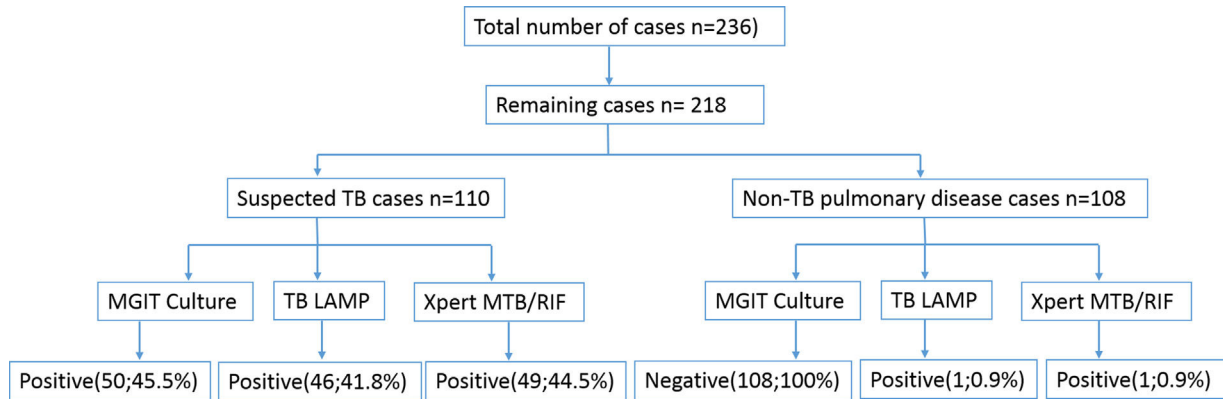 Total number of cases n=236)
Remaining cases n= 218
Suspected TB cases n=110
Non-TB pulmonary disease cases n=108
MGIT Culture
TB LAMP
Xpert MTB/RIF
MGIT Culture
TB LAMP
Xpert MTB/RIF
Positive(50;45.5%)
Positive(46;41.8%)
Positive(49;44.5%)
Negative(108;100%)
Positive(1;0.9%)
Positive(1;0.9%)